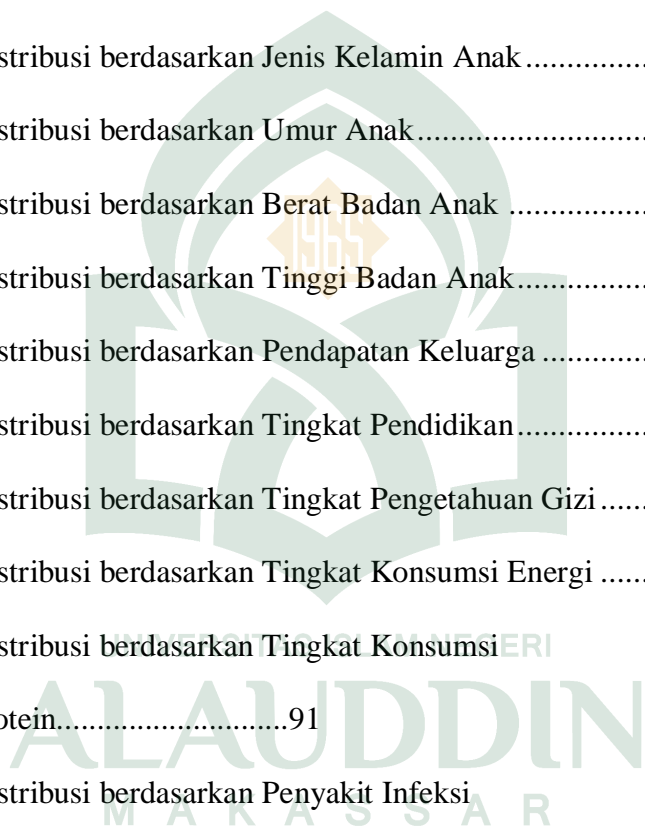 stribusi berdasarkan Jenis Kelamin Anak................
stribusi berdasarkan Umur Anak..............................
stribusi berdasarkan Berat Badan Anak ..................
stribusi berdasarkan Tinggi Badan Anak.................
1965
stribusi berdasarkan Pendapatan Keluarga ..............
stribusi berdasarkan Tingkat Pendidikan.................
stribusi berdasarkan Tingkat Pengetahuan Gizi......
stribusi berdasarkan Tingkat Konsumsi Energi ......
stribusi berdasarkan Tingkat Konsumsi
UNIVERSITAS ISLAM NEGERI
otein...........................91
ALAUDDIN
stribusi berdasarkan Penyakit Infeksi
MAKASSAR